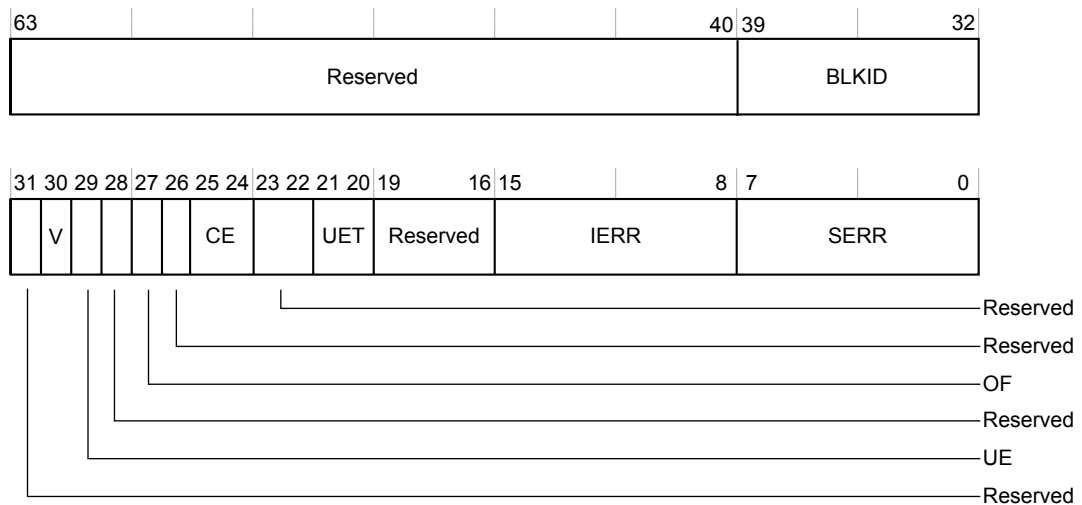 63 40 39 32
Reserved BLKID
31 30 29 28 27 26 25 24 23 22 21 20 19 16 15 8 7 0
V CE UET Reserved IERR SERR
Reserved
Reserved
OF
Reserved
UE
Reserved